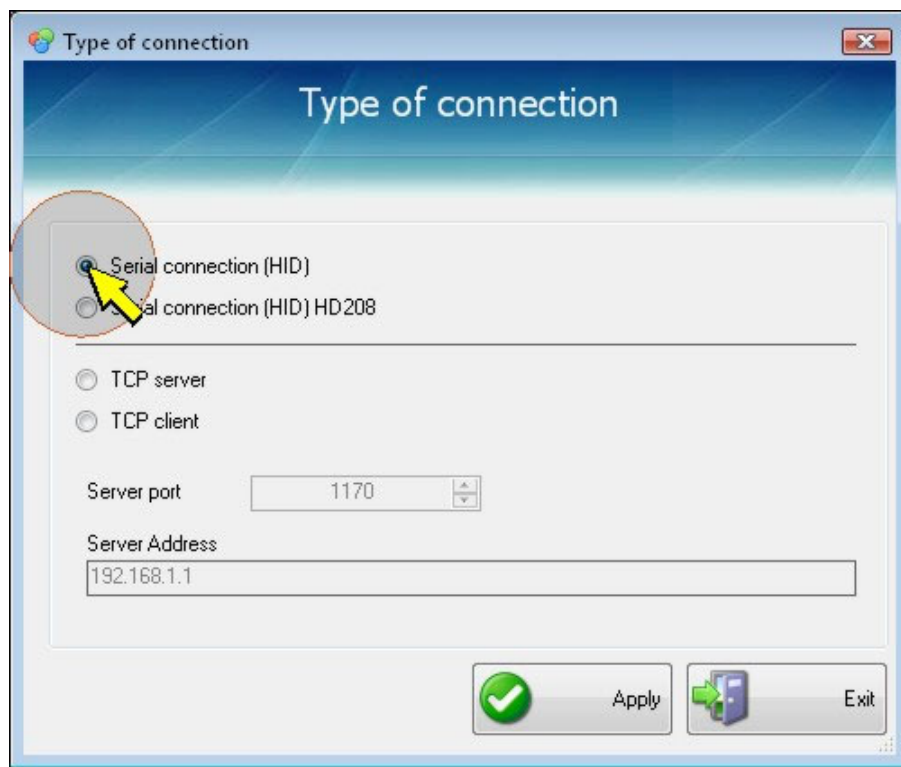 Type of connection
Type of connection
Serial connection (HID)
Serial connection (HID) HD208
TCP server
TCP client
Server port 1170
Server Address
192.168.1.1
Apply Exit